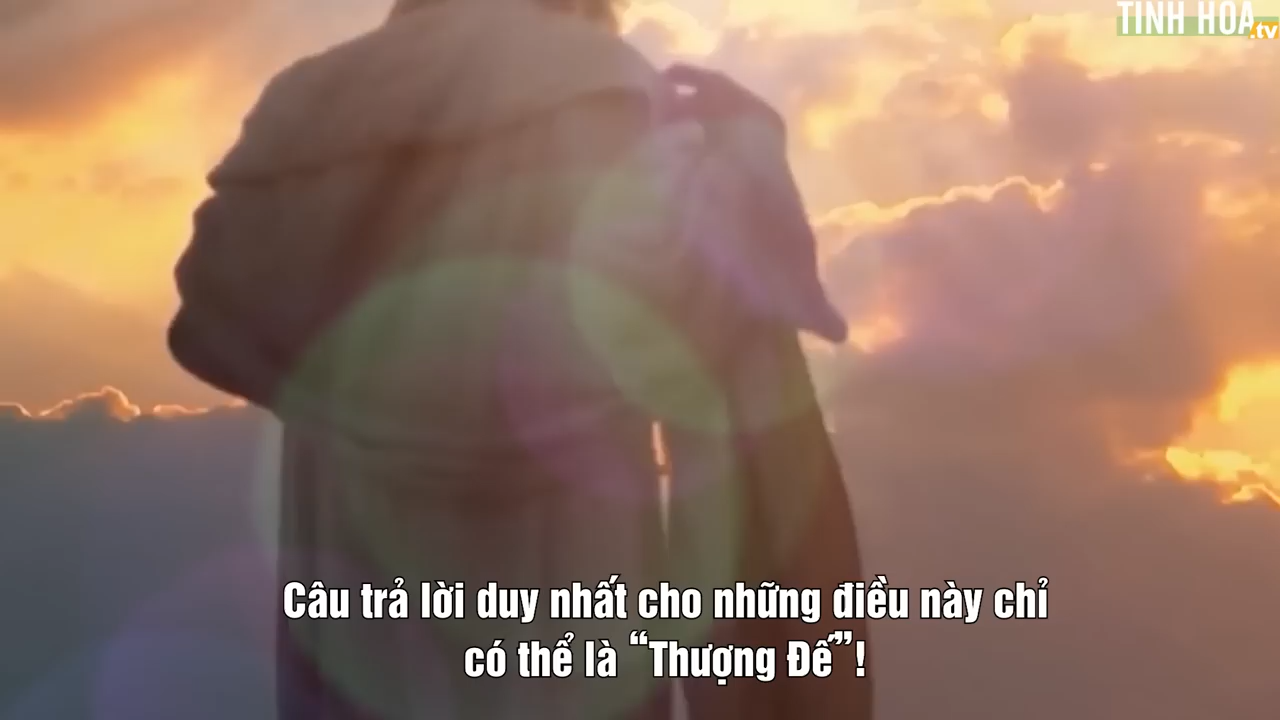 TINH HOA
.tv
Câu trả lời duy nhất cho những điều này chỉ
có thể là “Thượng Đế”!